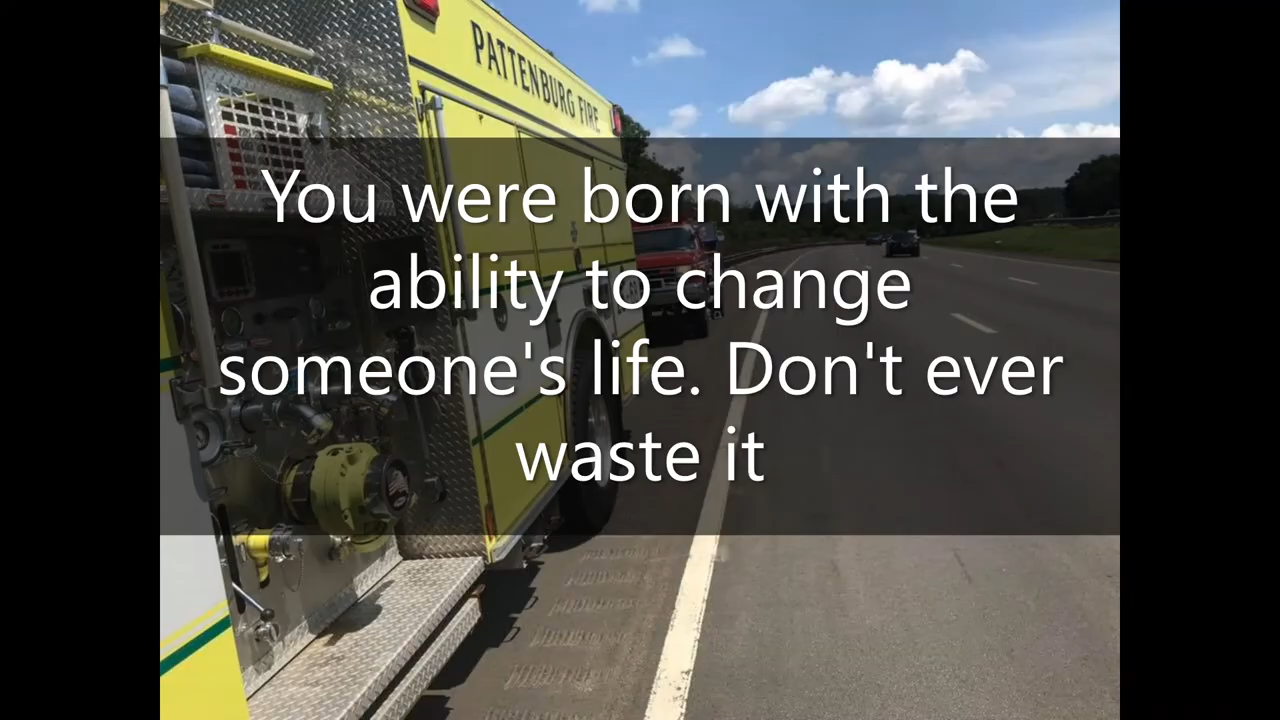 PATTENBURG FIRE
You were born with the
ability to change
someone's life. Don't ever
waste it